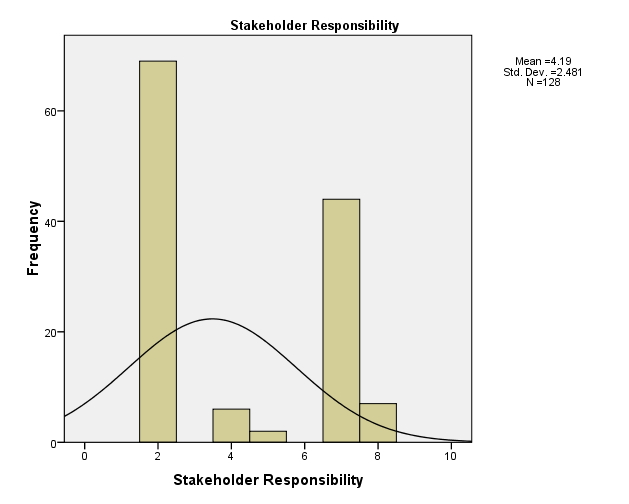 Stakeholder Responsibility
Mean =4.19
Std. Dev. =2.481
N =128
60
40
20
0
Frequency
0 2 4 6 8 10
Stakeholder Responsibility